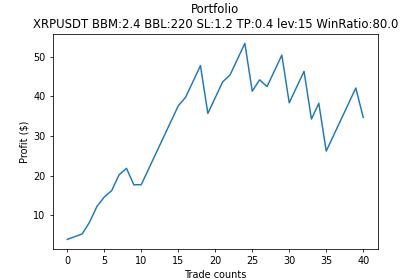 Portfolio
XRPUSDT BBM:2.4 BBL:220 SL:1.2 TP:0.4 lev:15 WinRatio:80.0
50
40
30
20
10
Profit ($)
0 5 10 15 20 25 30 35 40
Trade counts